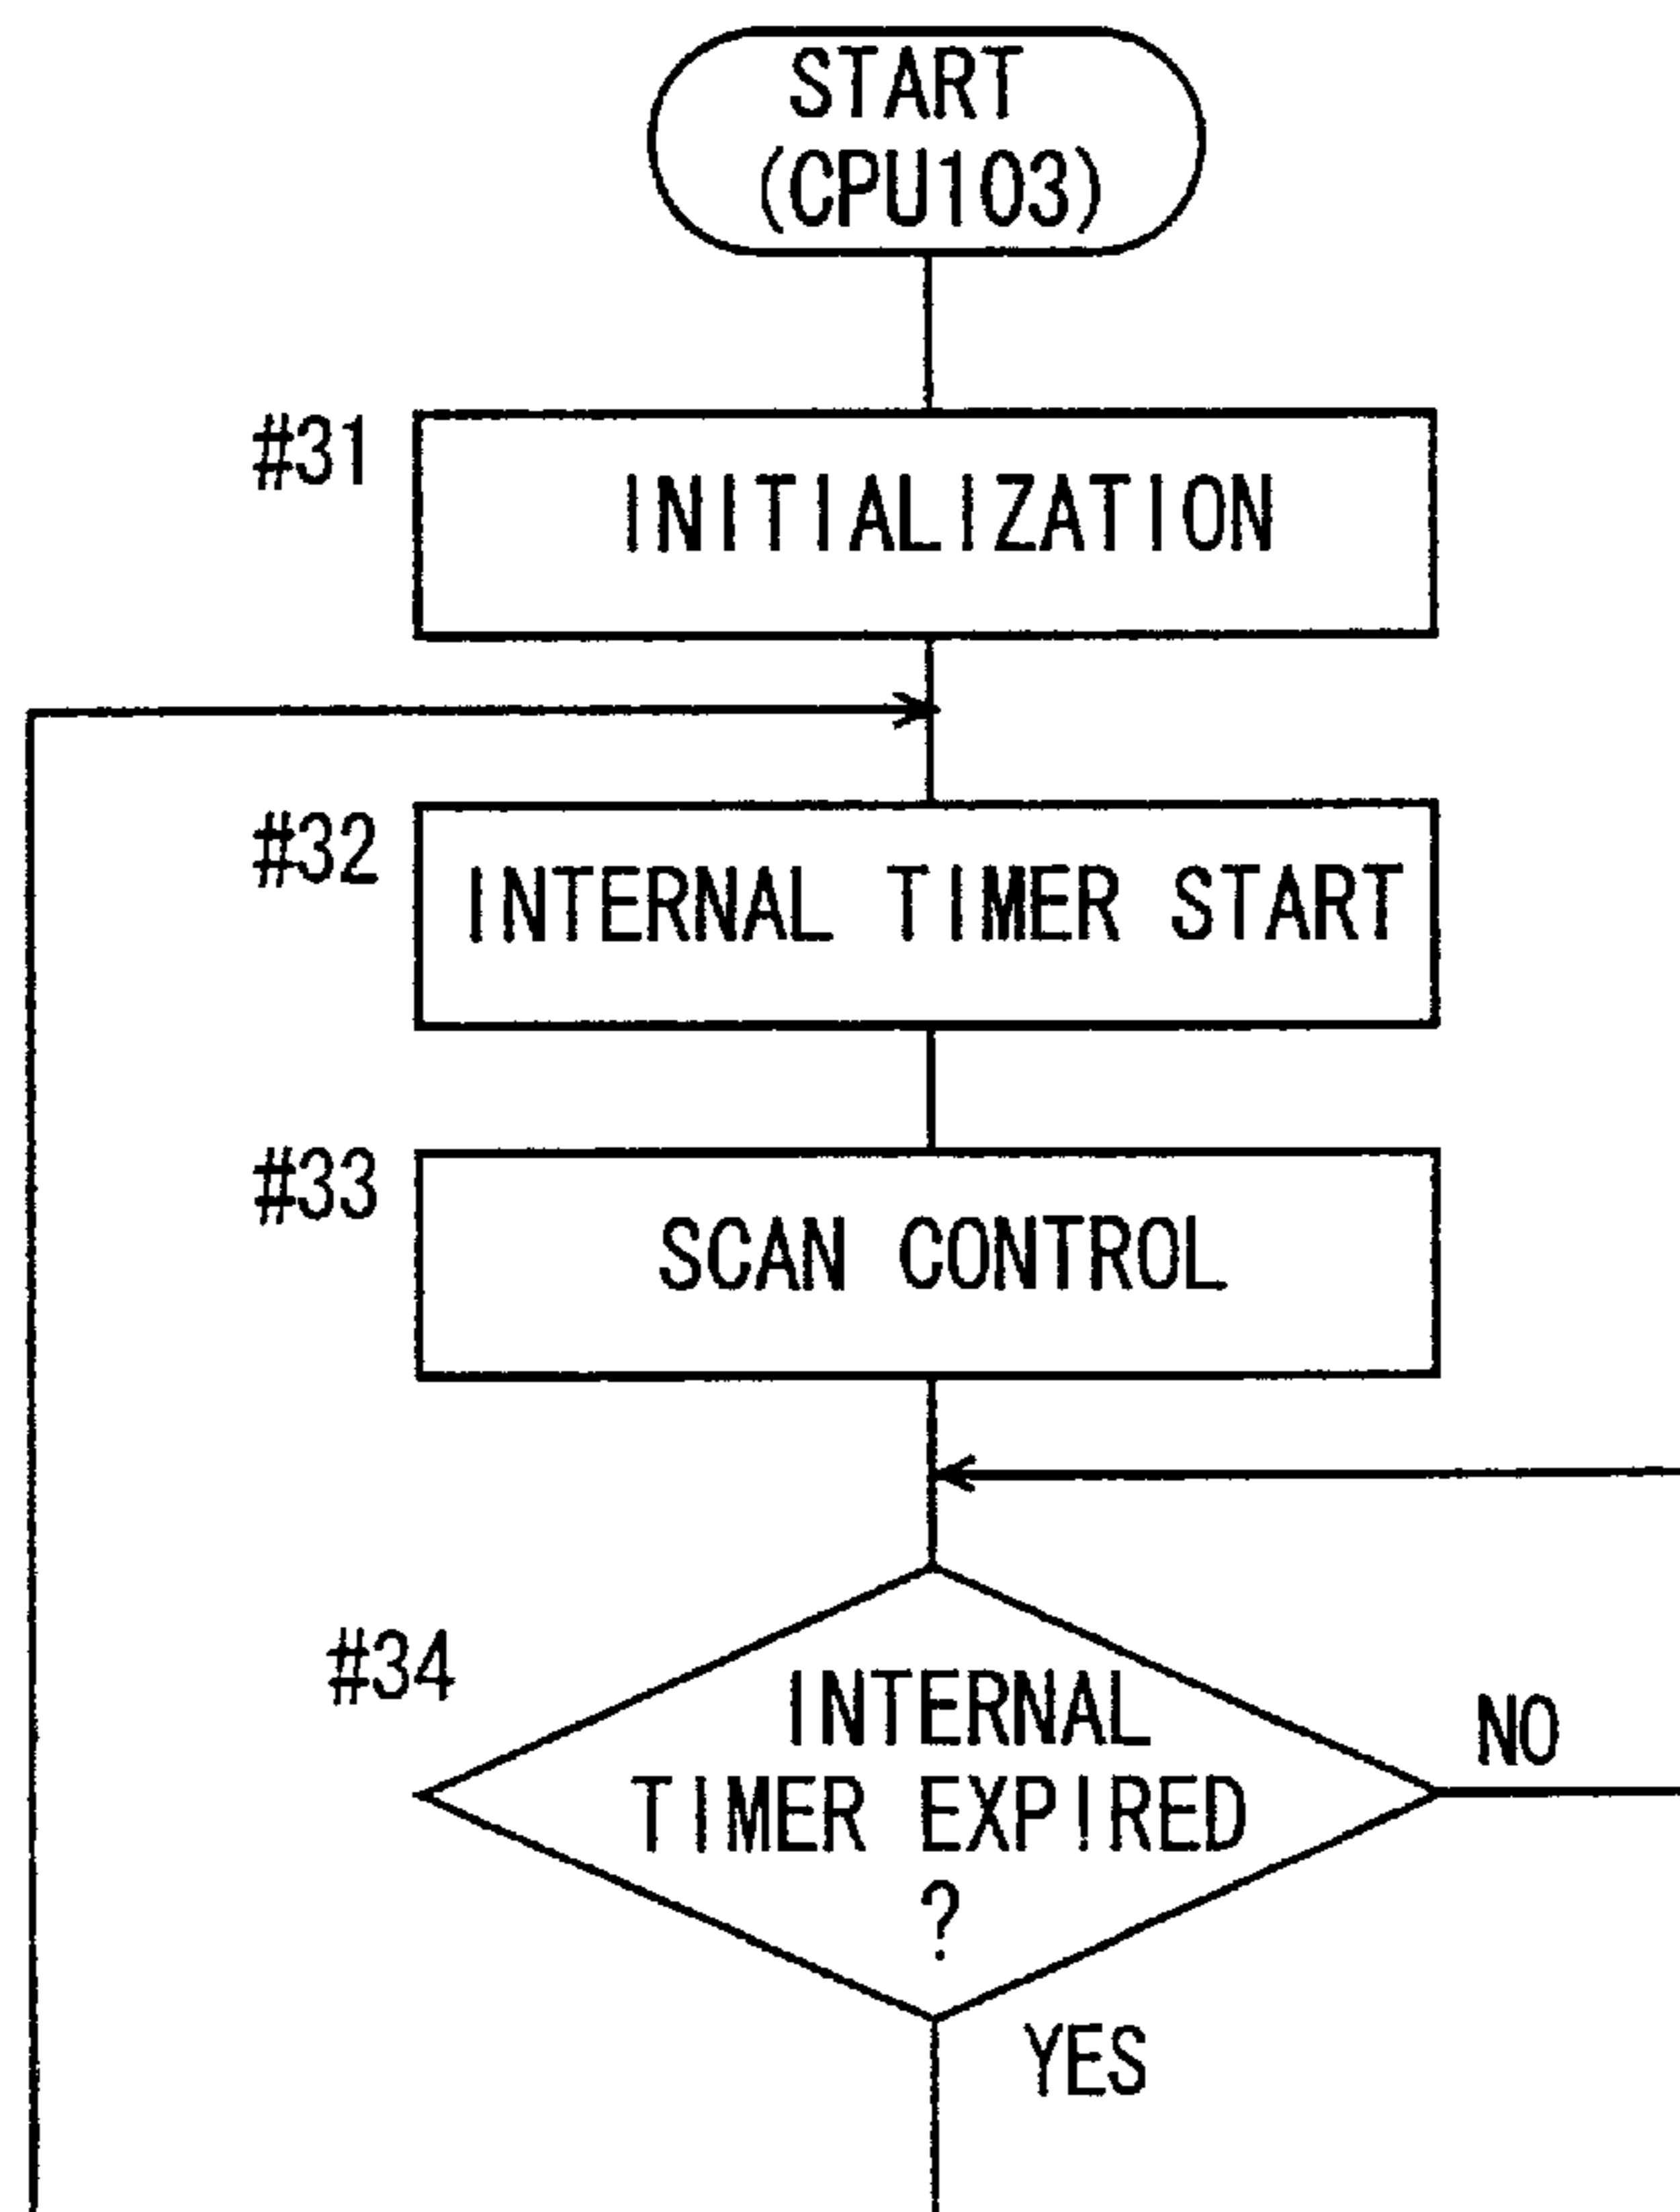 START
(CPU103)
#31
INITIALIZATION
#32
INTERNAL TIMER START
#33
SCAN CONTROL
#34
INTERNAL
TIMER EXPIRED
?
NO
YES